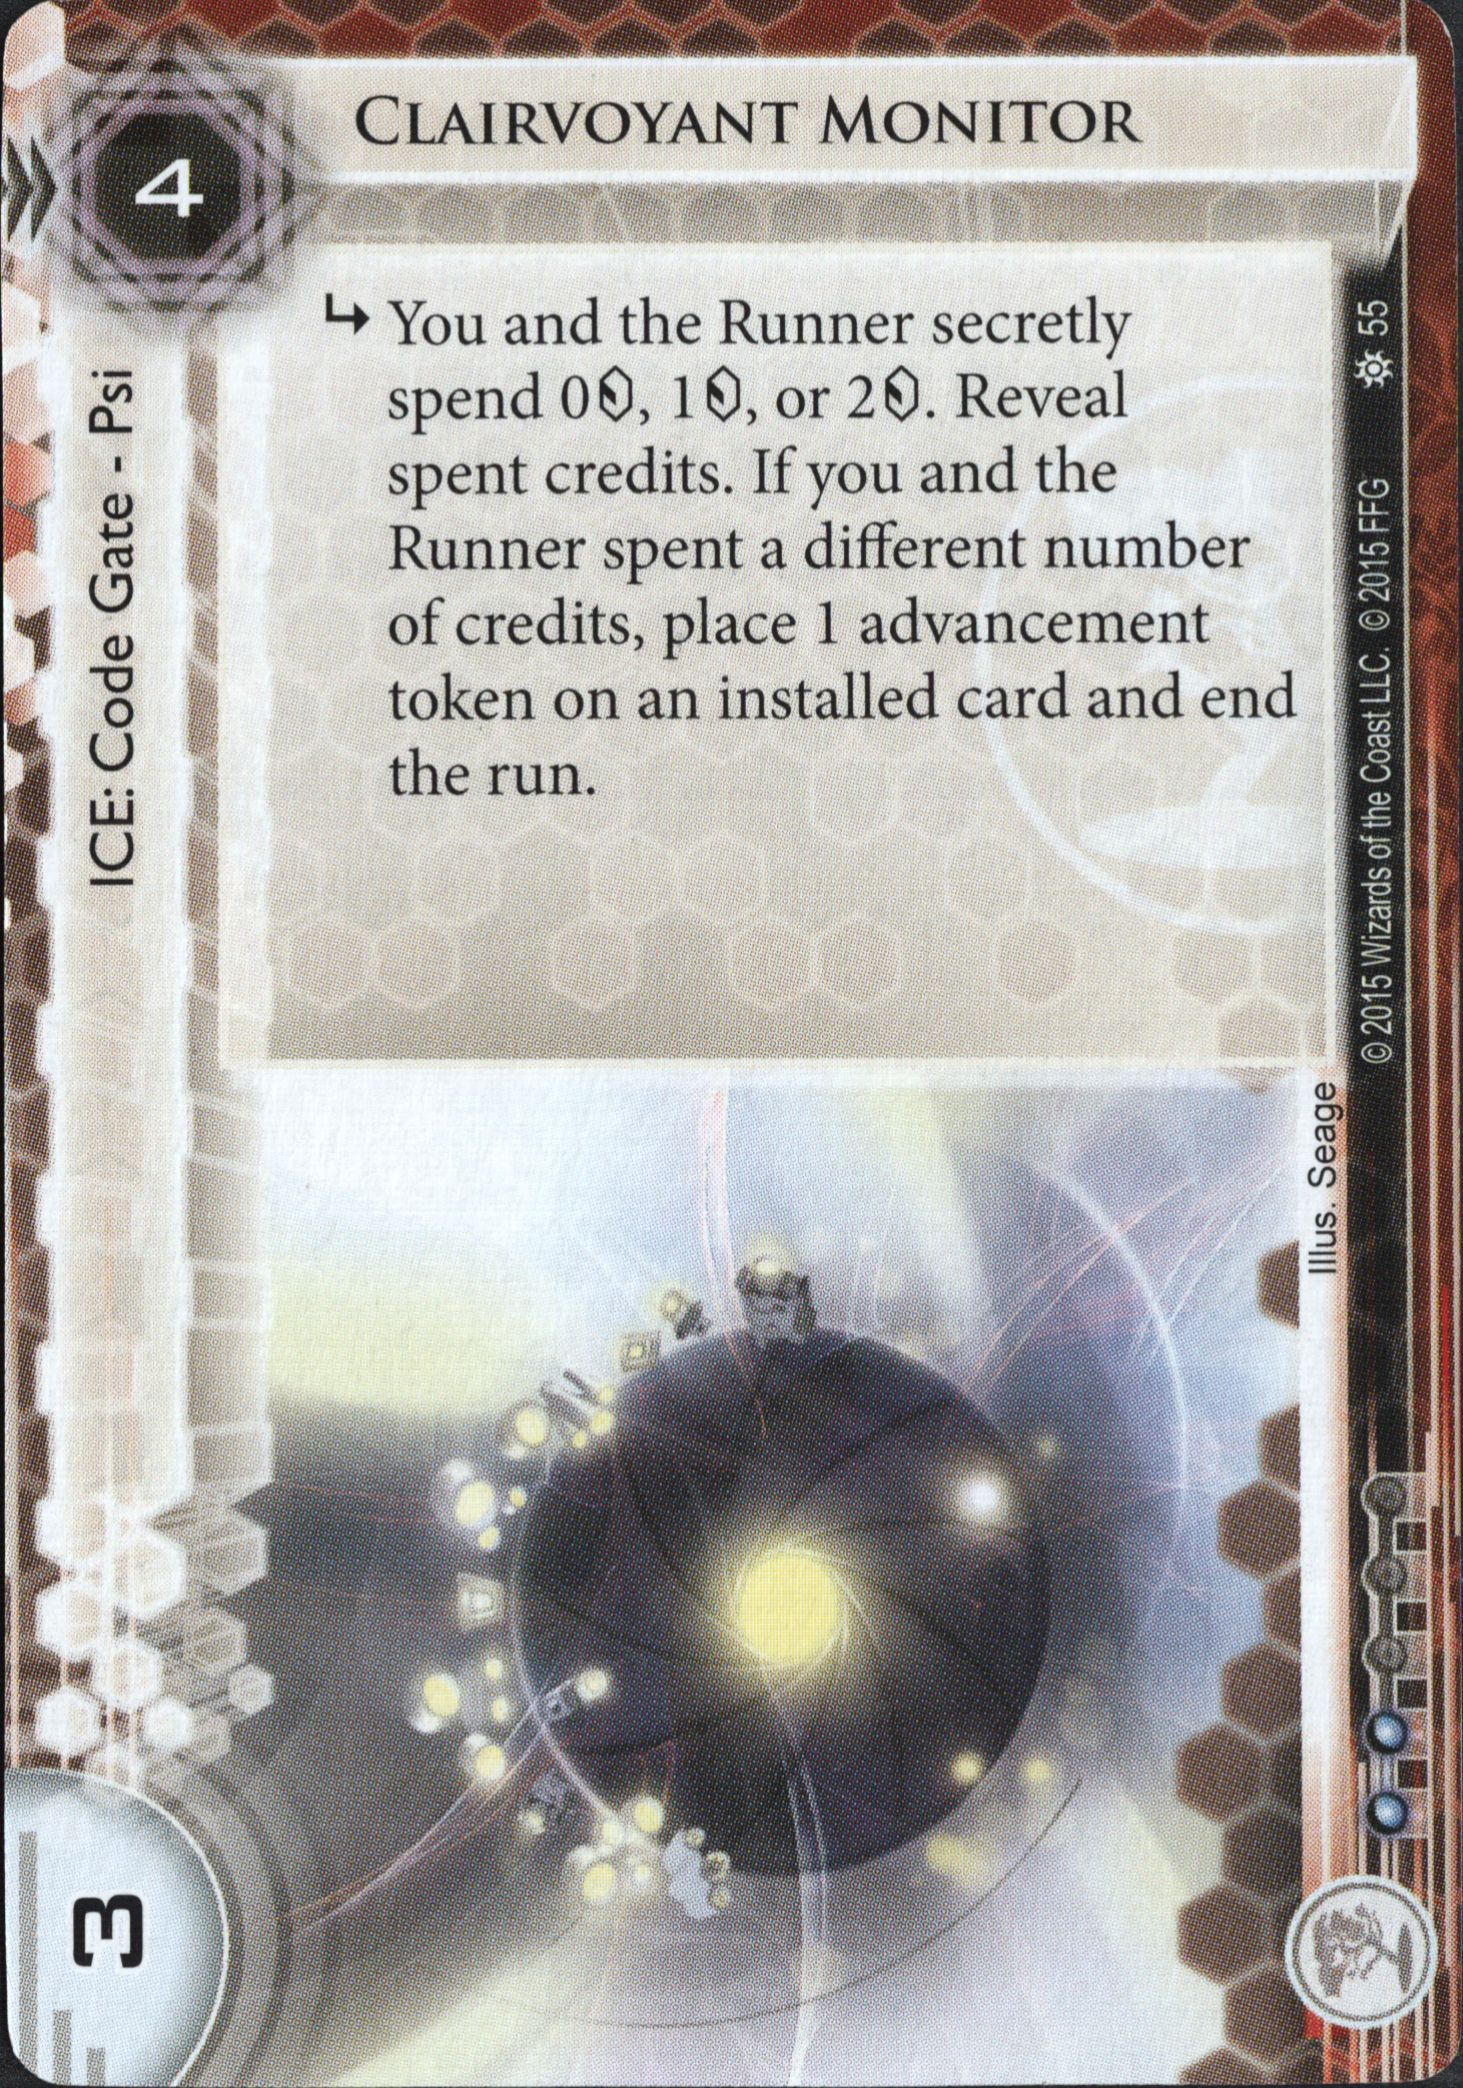 4
CLAIRVOYANT MONITOR
ICE: Code Gate - Psi
You and the Runner secretly
spend 0, 1, or 2. Reveal
spent credits. If you and the
Runner spent a different number
of credits, place 1 advancement
token on an installed card and end
the run.
55
© 2015 Wizards of the Coast LLC. © 2015 FFG
Illus. Seage
3